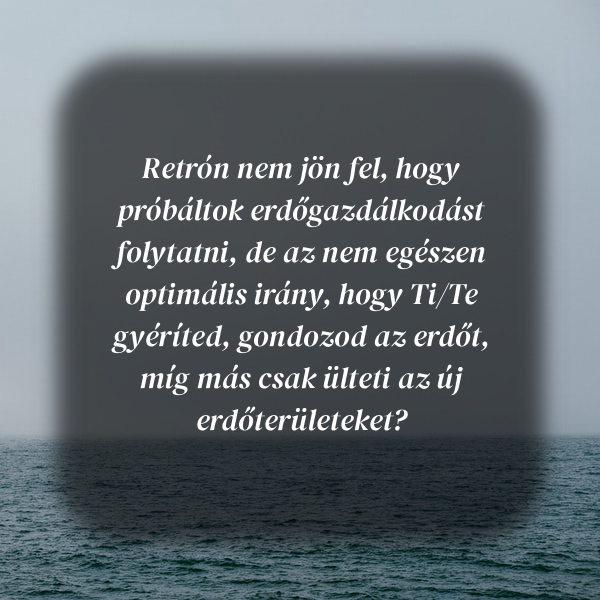 Retrón nem jön fel, hogy
próbáltok erdőgazdálkodást
folytatni, de az nem egészen
optimális irány, hogy Ti/Te
gyéríted, gondozod az erdőt,
míg más csak ülteti az új
erdőterületeket?